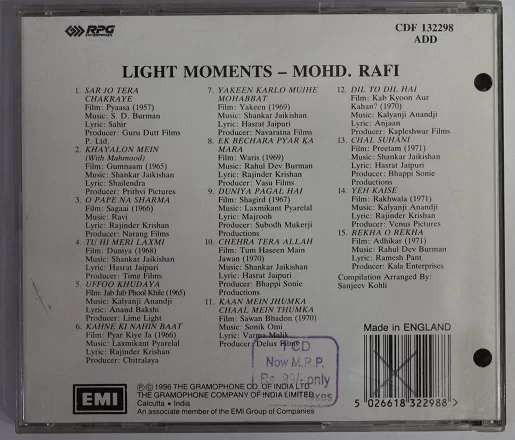 RPG
ENTERPRISES
CDF 132298
ADD
LIGHT MOMENTS – MOHD. RAFI
1. SAR JO TERA
CHAKRAYE
Film: Pyaasa (1957)
Music: S. D. Burman
Lyric: Sahir
Producer: Guru Dutt Films
P. Ltd.
2. KHAYALON MEIN
(With Mahmood)
Film: Gumnaam (1965)
Music: Shankar Jaikishan
Lyric: Shailendra
Producer: Prithvi Pictures
3. O PAPE NA SHARMA
Film: Sagaai (1966)
Music: Ravi
Producer: Narang Films
4. TU HI MERI LAXMI
Film: Duniya (1968)
Music: Shankar Jaikishan
Lyric: Hasrat Jaipuri
Producer: Time Films
5. UFFOO KHUDAYA
Film: Jab Jab Phool Khile (1965)
Music: Kalyanji Anandji
Lyric: Anand Bakshi
Producer: Lime Light
6. KAHNE KI NAHIN BAAT
Film: Pyar Kiye Ja (1966)
Music: Laxmikant Pyarelal
Lyric: Rajinder Krishan
Producer: Chitralaya
7. YAKEEN KARLO MUJHE
MOHABBAT
Film: Yakeen (1969)
Music: Shankar Jaikishan
Lyric: Hasrat Jaipuri
Producer: Navaratna Films
8. EK BECHARA PYAR KA
MARA
Film: Waris (1969)
Music: Rahul Dev Burman
Lyric: Rajinder Krishan
Producer: Vasu Films
9. DUNIYA PAGAL HAI
Film: Shagird (1967)
Music: Laxmikant Pyarelal
Lyric: Majrooh
Producer: Subodh Mukerji
Productions
10. CHEHRA TERA ALLAH
Film: Tum Haseen Main
Jawan (1970)
Music: Shankar Jaikishan
Lyric: Hasrat Jaipuri
Producer: Bhappi Sonie
Productions
11. KAAN MEIN JHUMKA
CHAAL MEIN THUMKA
Film: Sawan Bhadon (1970)
Music: Sonik Omi
Lyric: Varma Malik
Producer: Delux Films
12. DIL TO DIL HAI
Film: Kab Kyoon Aur
Kahan? (1970)
Music: Kalyanji Anandji
Lyric: Anjaan
Producer: Kapleshwar Films
13. CHAL SUHANI
Film: Preetam (1971)
Music: Shankar Jaikishan
Lyric: Hasrat Jaipuri
Producer: Bhappi Sonie
Productions
14. YEH KAISE
Film: Rakhwala (1971)
Music: Kalyanji Anandji
Lyric: Rajinder Krishan
Producer: Venus Pictures
15. REKHA O REKHA
Film: Adhikar (1971)
Music: Rahul Dev Burman
Lyric: Ramesh Pant
Producer: Kala Enterprises
Compilation Arranged By:
Sanjeev Kohli
Made in ENGLAND
1 CD
Now M.R.P.
only
Taxes
EMI
℗© 1996 THE GRAMOPHONE CO. OF INDIA LTD.
THE GRAMOPHONE COMPANY OF INDIA LTD.
Calcutta • India
An associate member of the EMI Group of Companies
5 026618 322988 >